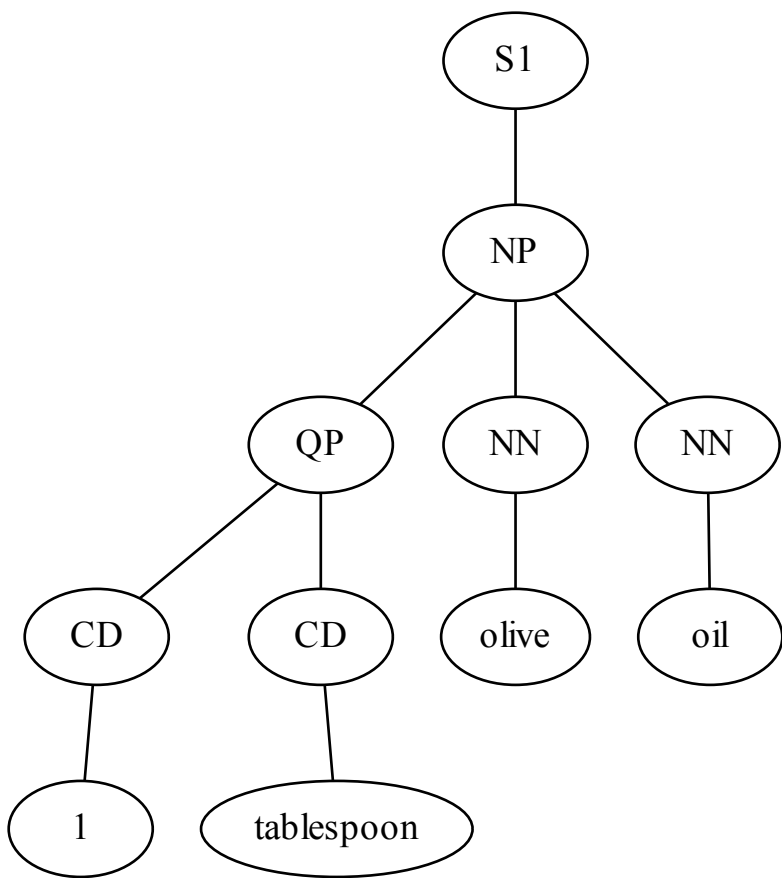 S1
NP
QP NN NN
CD CD olive oil
1 tablespoon